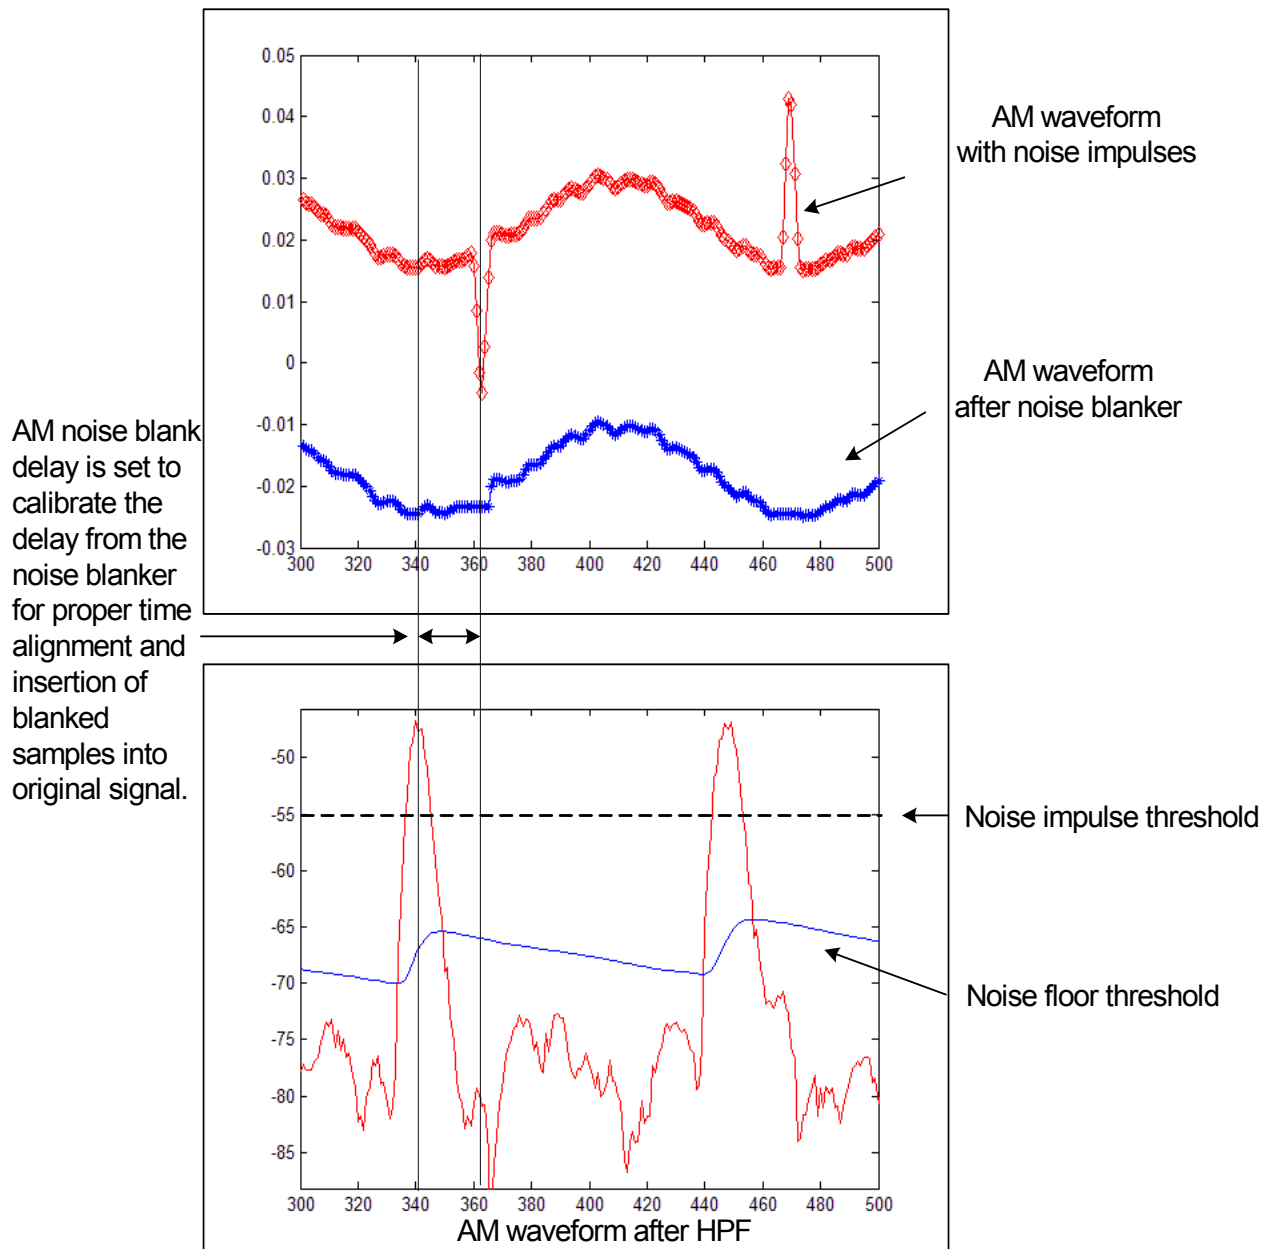 0.05
0.04
0.03
0.02
0.01
0
-0.01
-0.02
-0.03
300 320 340 360 380 400 420 440 460 480 500
AM waveform
with noise impulses
AM waveform
after noise blanker
AM noise blank
delay is set to
calibrate the
delay from the
noise blanker
for proper time
alignment and
insertion of
blanked
samples into
original signal.
-50
-55
-60
-65
-70
-75
-80
-85
300 320 340 360 380 400 420 440 460 480 500
AM waveform after HPF
Noise impulse threshold
Noise floor threshold